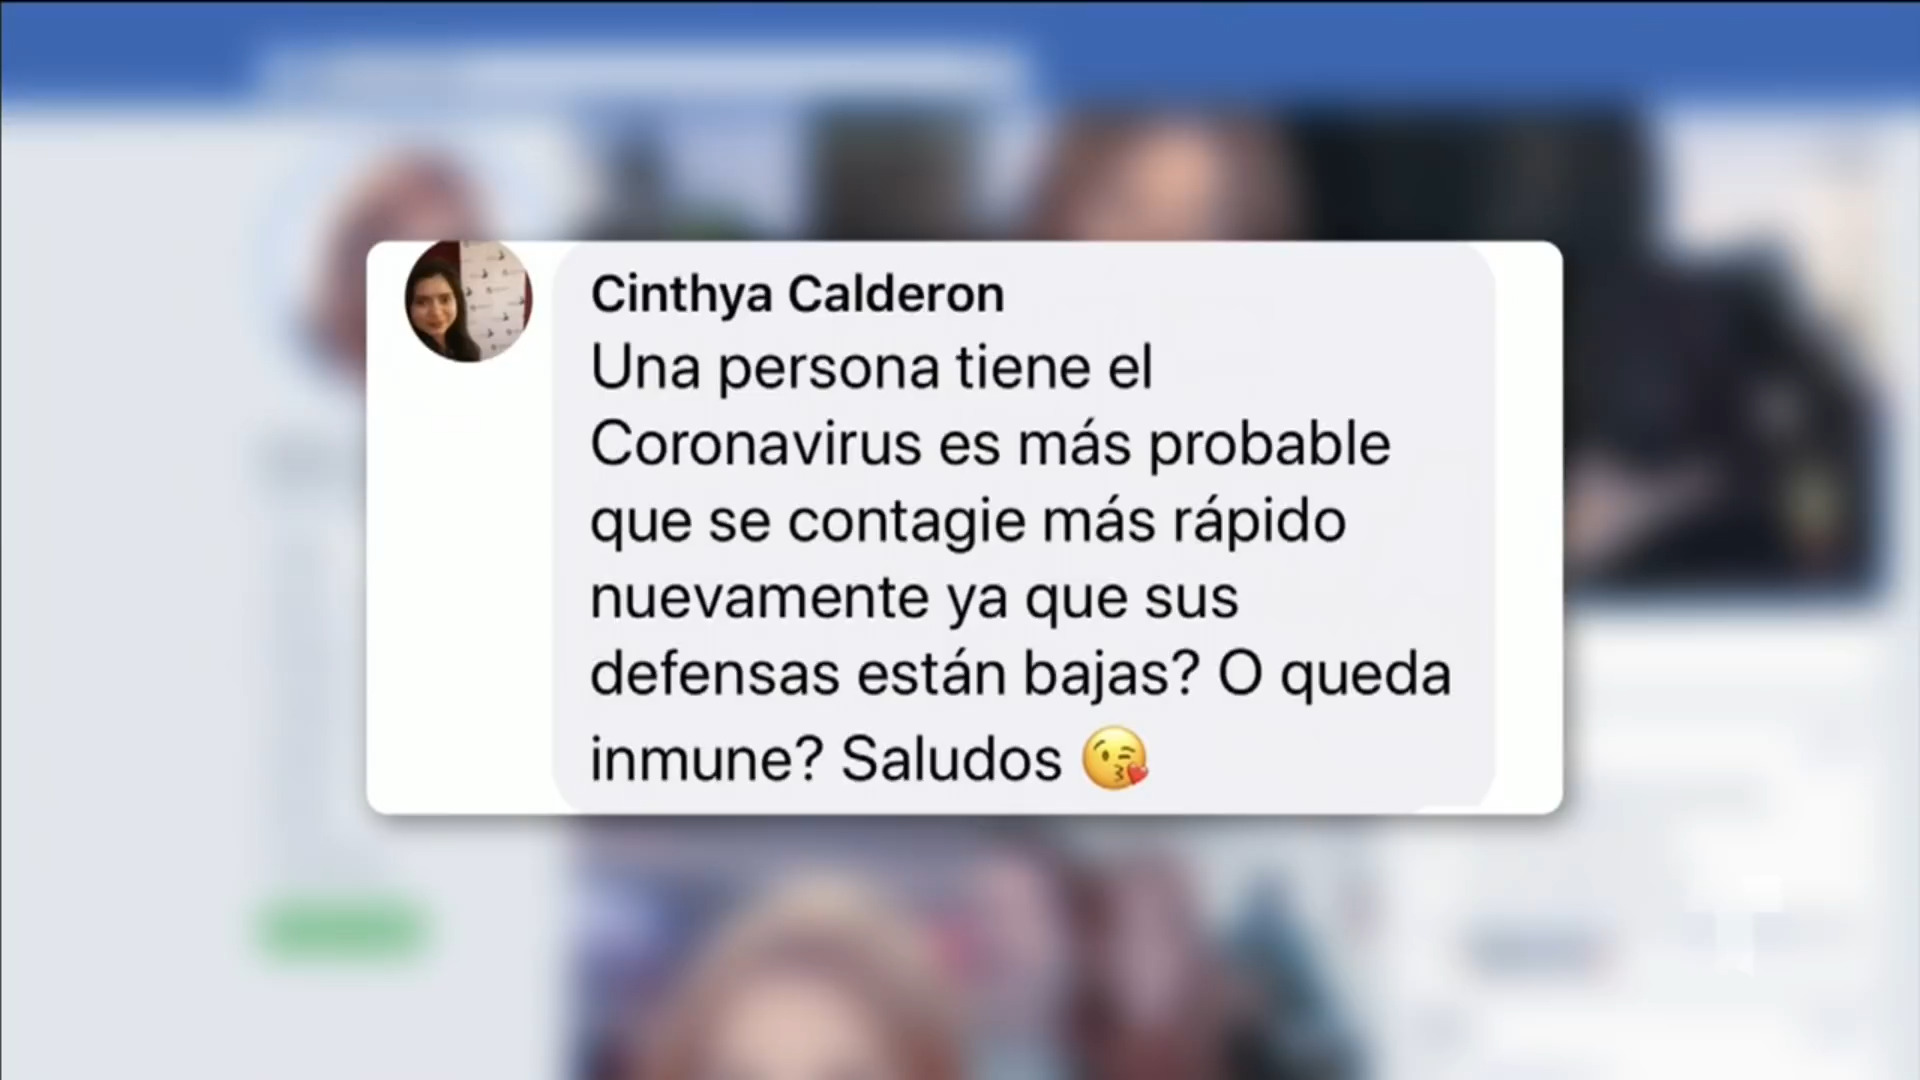 Cinthya Calderon
Una persona tiene el
Coronavirus es más probable
que se contagie más rápido
nuevamente ya que sus
defensas están bajas? O queda
inmune? Saludos 😘